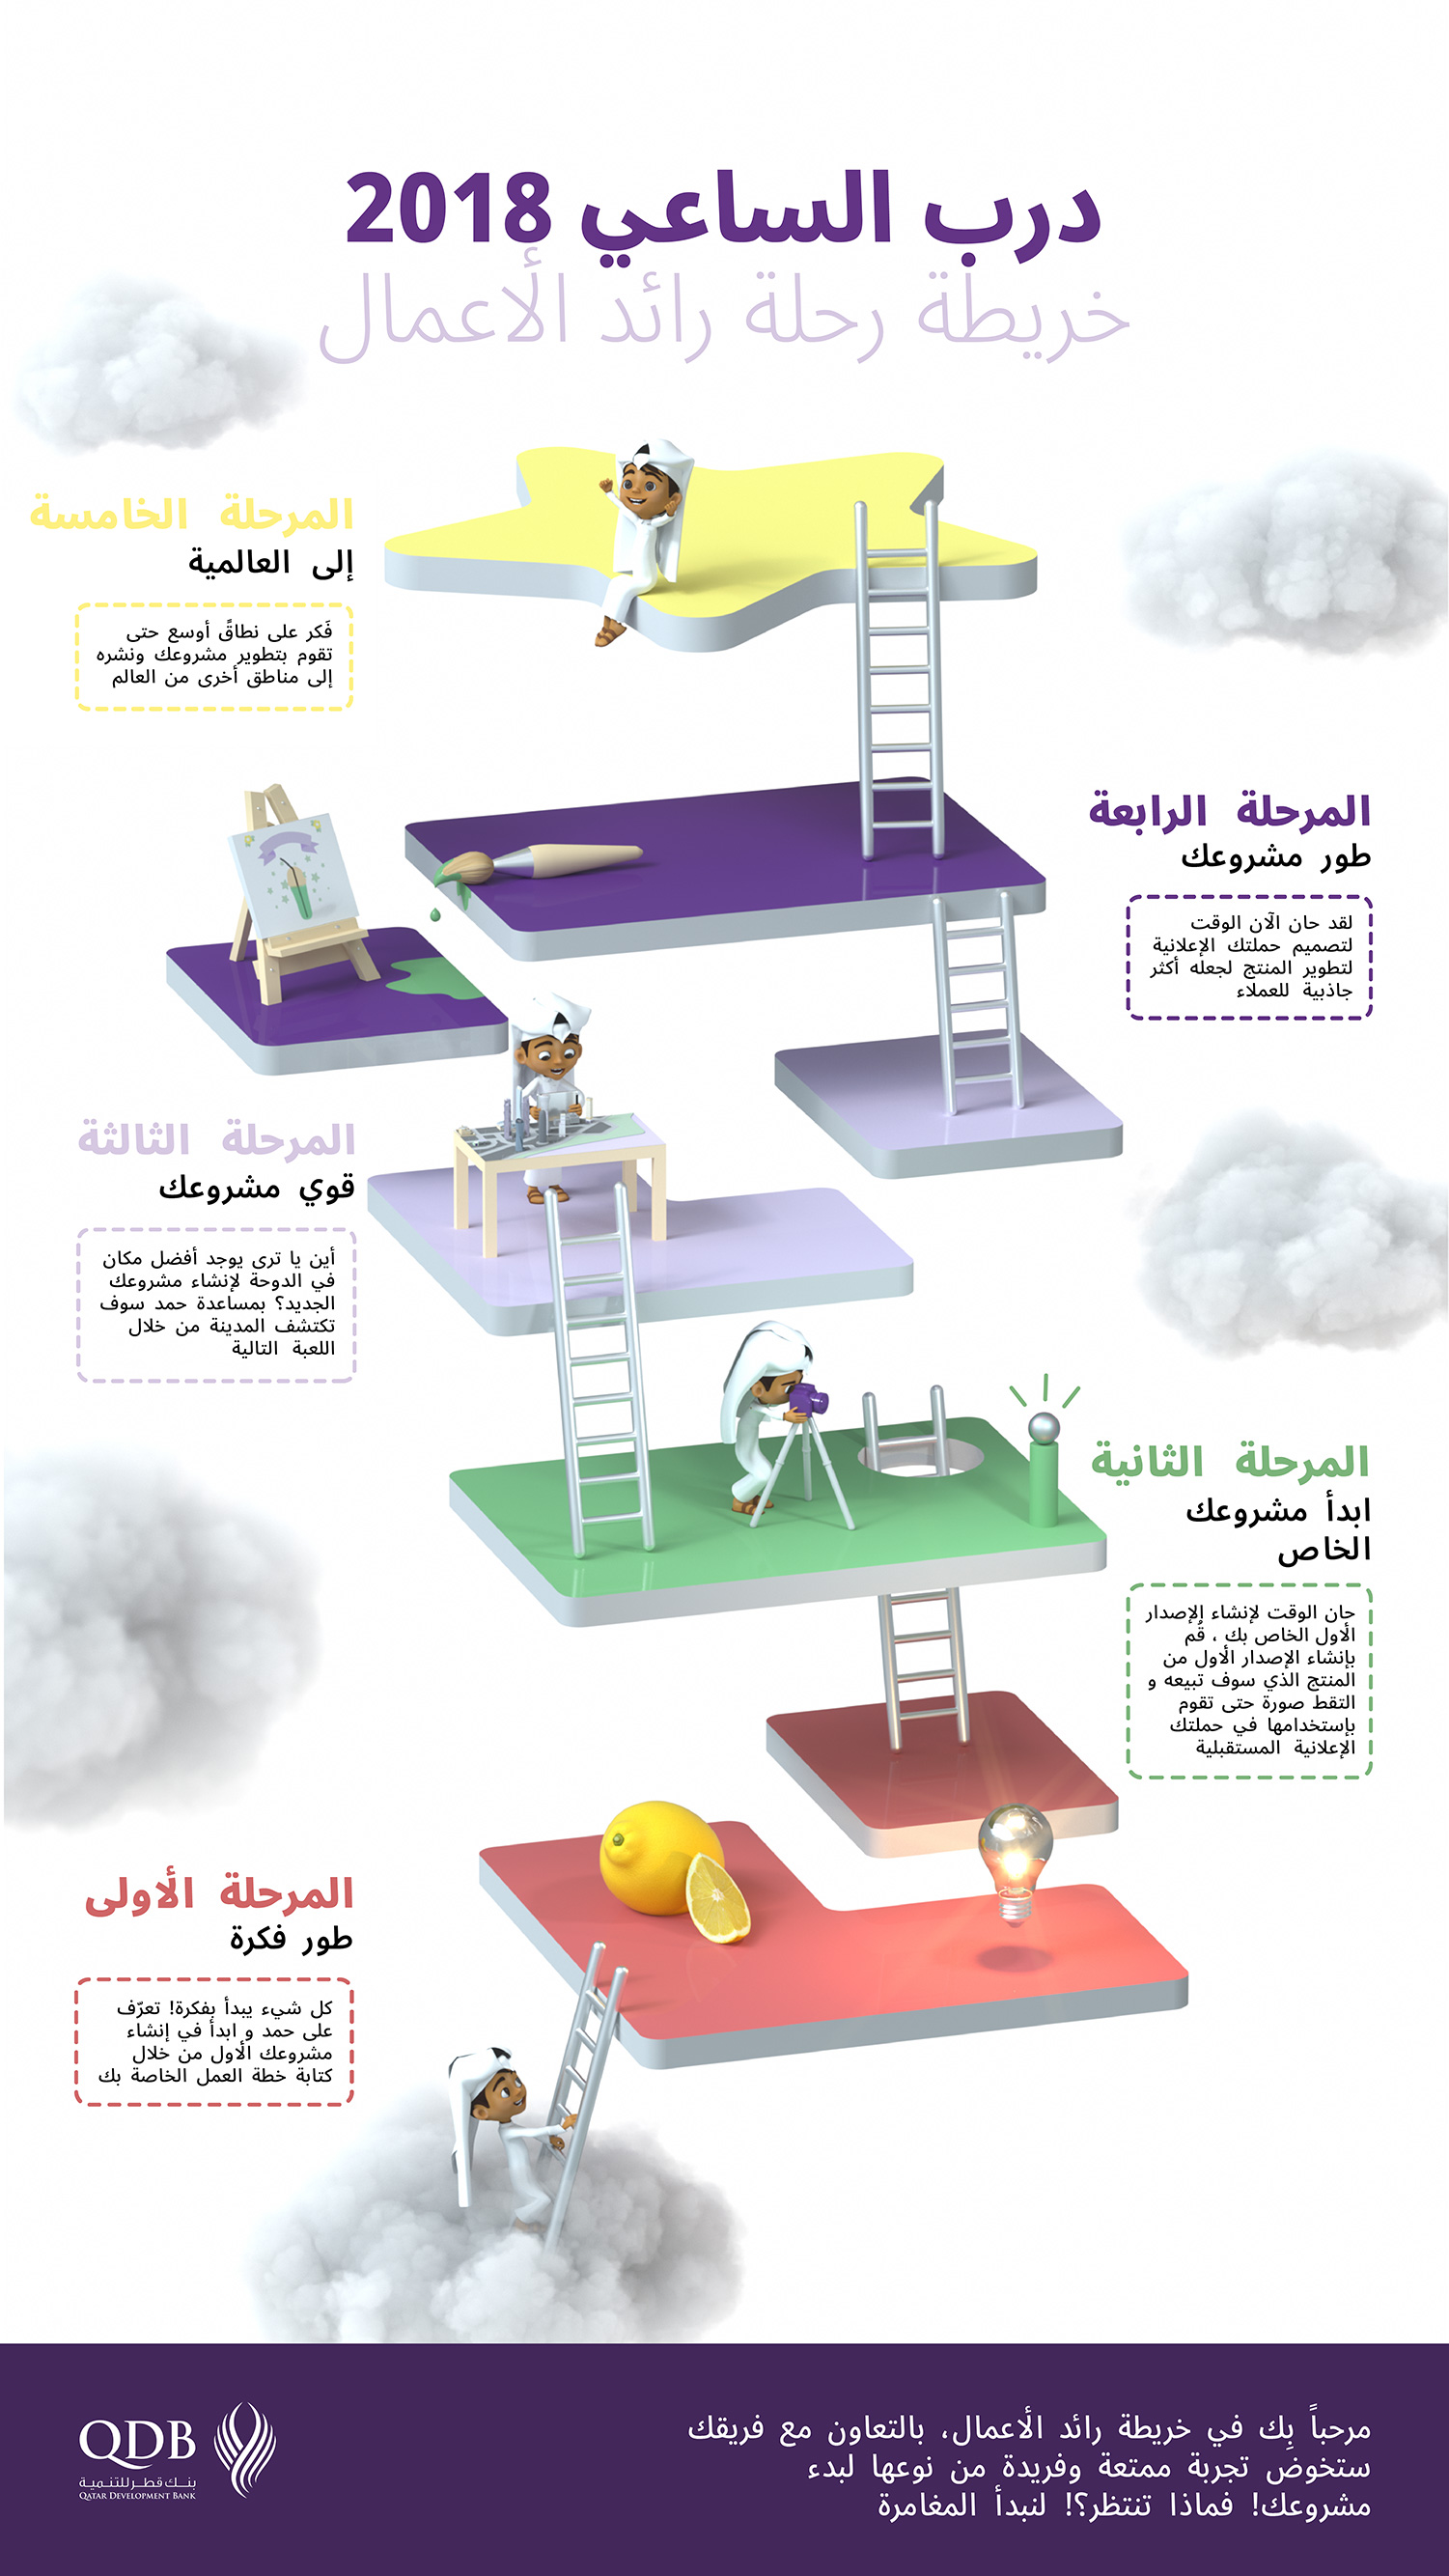 درب الساعي 2018
خريطة رحلة رائد الأعمال
المرحلة الخامسة
إلى العالمية
فَكر على نطاقً أوسع حتى
تقوم بتطوير مشروعك ونشره
إلى مناطق أخرى من العالم
المرحلة الرابعة
طور مشروعك
لقد حان الآن الوقت
لتصميم حملتك الإعلانية
لتطوير المنتج لجعله أكثر
جاذبية للعملاء
المرحلة الثالثة
قوي مشروعك
أين يا ترى يوجد أفضل مكان
في الدوحة لإنشاء مشروعك
الجديد؟ بمساعدة حمد سوف
تكتشف المدينة من خلال
اللعبة التالية
المرحلة الثانية
ابدأ مشروعك
الخاص
حان الوقت لإنشاء الإصدار
الأول الخاص بك ، قُم
بإنشاء الإصدار الأول من
المنتج الذي سوف تبيعه و
التقط صورة حتى تقوم
بإستخدامها في حملتك
الإعلانية المستقبلية
المرحلة الأولى
طور فكرة
كل شيء يبدأ بفكرة! تعرّف
على حمد و ابدأ في إنشاء
مشروعك الأول من خلال
كتابة خطة العمل الخاصة بك
مرحباً بِك في خريطة رائد الأعمال، بالتعاون مع فريقك
ستخوض تجربة ممتعة وفريدة من نوعها لبدء
مشروعك! فماذا تنتظر؟! لنبدأ المغامرة
QDB
بنك قطر للتنمية
QATAR DEVELOPMENT BANK